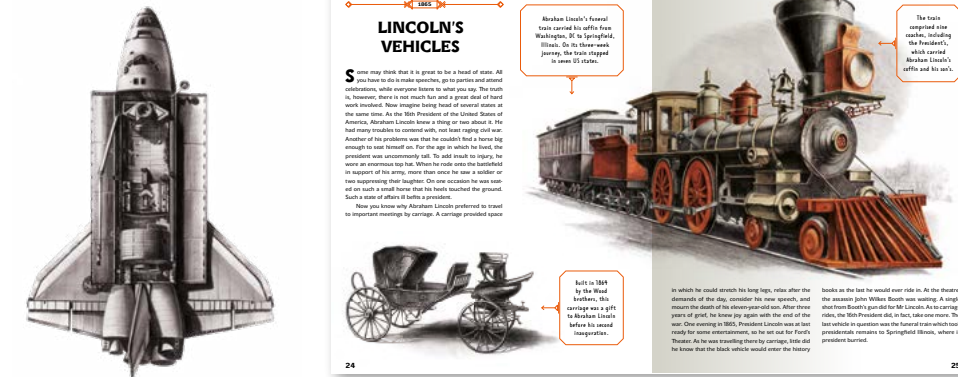 1865
LINCOLN'S
VEHICLES
Some may think that it is great to be a head of state. All
you have to do is make speeches, go to parties and attend
celebrations, while everyone listens to what you say. The truth
is, however, there is not much fun and a great deal of hard
work involved. Now imagine being head of several states at
the same time. As the 16th President of the United States of
America, Abraham Lincoln knew a thing or two about it. He
had many troubles to contend with, not least raging civil war.
Another of his problems was that he couldn't find a horse big
enough to seat himself on. For the age in which he lived, the
president was uncommonly tall. To add insult to injury, he
wore an enormous top hat. When he rode onto the battlefield
in support of his army, more than once he saw a soldier or
two suppressing their laughter. On one occasion he was seat-
ed on such a small horse that his heels touched the ground.
Such a state of affairs ill befits a president.
Now you know why Abraham Lincoln preferred to travel
to important meetings by carriage. A carriage provided space
24
Abraham Lincoln's funeral
train carried his coffin from
Washington, DC to Springfield,
Illinois. On its three-week
journey, the train stopped
in seven US states.
The train
comprised nine
coaches, including
the President's,
which carried
Abraham Lincoln's
coffin and his son's.
Built in 1864
by the Wood
brothers, this
carriage was a gift
to Abraham Lincoln
before his second
inauguration.
in which he could stretch his long legs, relax after the
demands of the day, consider his new speech, and
mourn the death of his eleven-year-old son. After three
years of grief, he knew joy again with the end of the
war. One evening in 1865, President Lincoln was at last
ready for some entertainment, so he set out for Ford's
Theater. As he was travelling there by carriage, little did
he know that the black vehicle would enter the history
books as the last he would ever ride in. At the theatre
the assassin John Wilkes Booth was waiting. A singl
shot from Booth's gun did for Mr Lincoln. As to carriag
rides, the 16th President did, in fact, take one more. Th
last vehicle in question was the funeral train which too
presidentals remains to Springfield Illinois, where i
president burried.
25